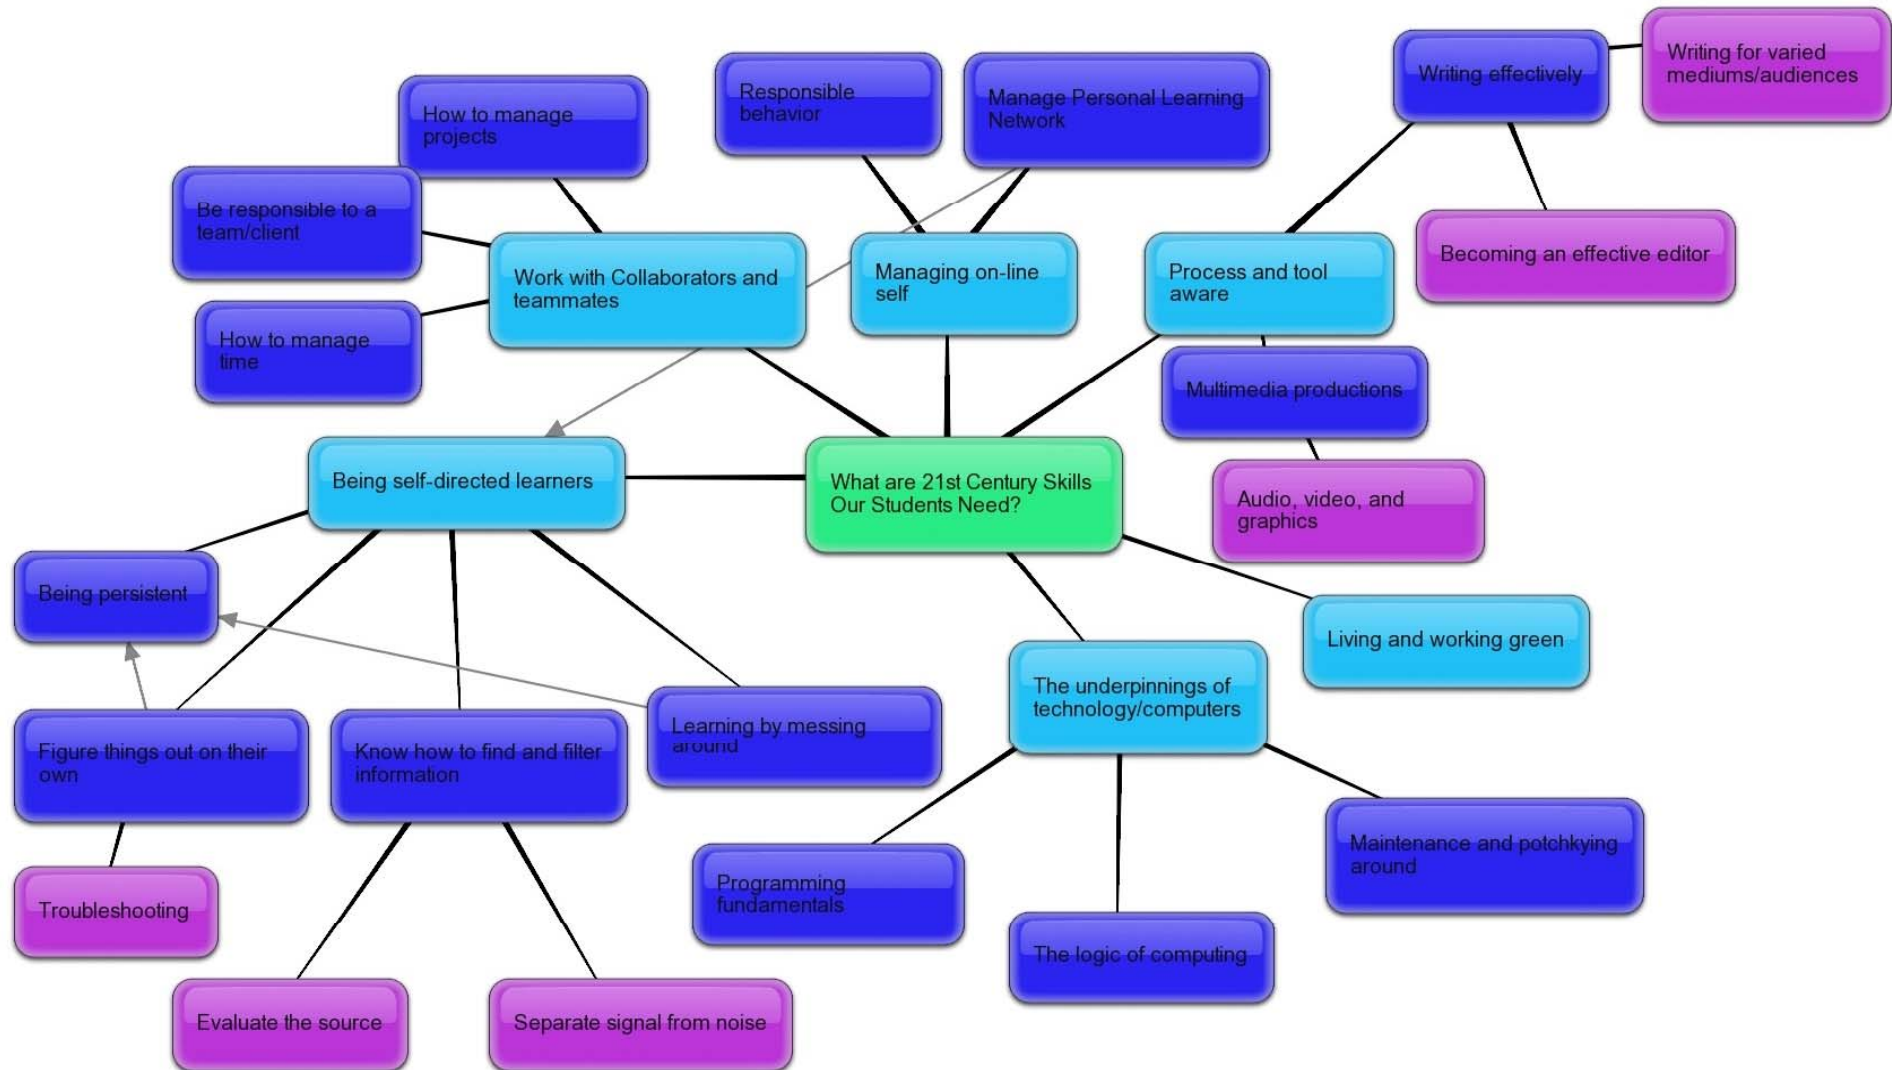 Writing for varied
mediums/audiences
Writing effectively
Responsible
behavior
Manage Personal Learning
Network
How to manage
projects
Be responsible to a
team/client
Becoming an effective editor
Work with Collaborators and
teammates
Managing on-line
self
Process and tool
aware
How to manage
time
Multimedia productions
Being self-directed learners
What are 21st Century Skills
Our Students Need?
Audio, video, and
graphics
Being persistent
Living and working green
The underpinnings of
technology/computers
Figure things out on their
own
Know how to find and filter
information
Learning by messing
around
Maintenance and potchkying
around
Programming
fundamentals
Troubleshooting
The logic of computing
Evaluate the source
Separate signal from noise